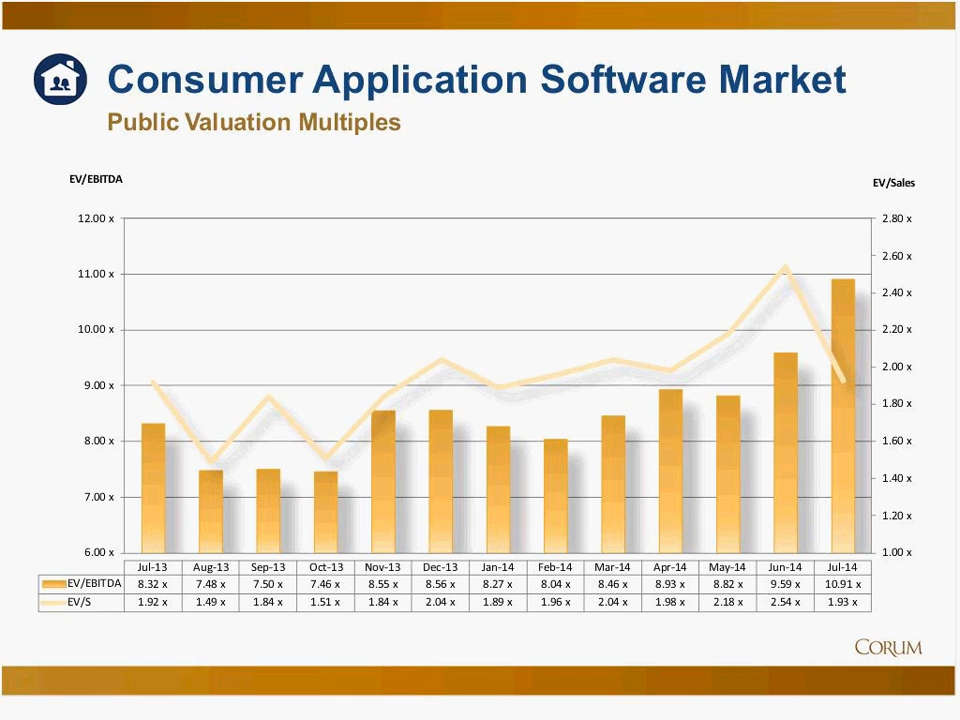 Consumer Application Software Market
Public Valuation Multiples
EV/EBITDA
EV/Sales
12.00 x
11.00 x
10.00 x
9.00 x
8.00 x
7.00 x
6.00 x
2.80 x
2.60 x
2.40 x
2.20 x
2.00 x
1.80 x
1.60 x
1.40 x
1.20 x
1.00 x
Jul-13 Aug-13 Sep-13 Oct-13 Nov-13 Dec-13 Jan-14 Feb-14 Mar-14 Apr-14 May-14 Jun-14 Jul-14
EV/EBITDA 8.32 x 7.48 x 7.50 x 7.46 x 8.55 x 8.56 x 8.27 x 8.04 x 8.46 x 8.93 x 8.82 x 9.59 x 10.91 x
EV/S 1.92 x 1.49 x 1.84 x 1.51 x 1.84 x 2.04 x 1.89 x 1.96 x 2.04 x 1.98 x 2.18 x 2.54 x 1.93 x
CORUM